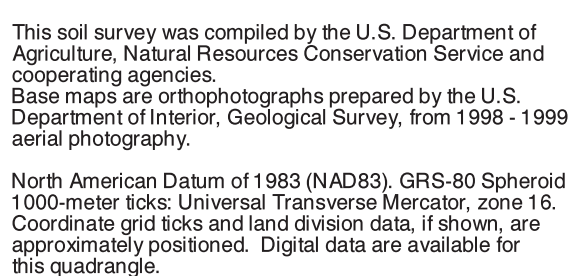 This soil survey was compiled by the U.S. Department of
Agriculture, Natural Resources Conservation Service and
cooperating agencies.
Base maps are orthophotographs prepared by the U.S.
Department of Interior, Geological Survey, from 1998 - 1999
aerial photography.
North American Datum of 1983 (NAD83). GRS-80 Spheroid
1000-meter ticks: Universal Transverse Mercator, zone 16.
Coordinate grid ticks and land division data, if shown, are
approximately positioned.  Digital data are available for
this quadrangle.